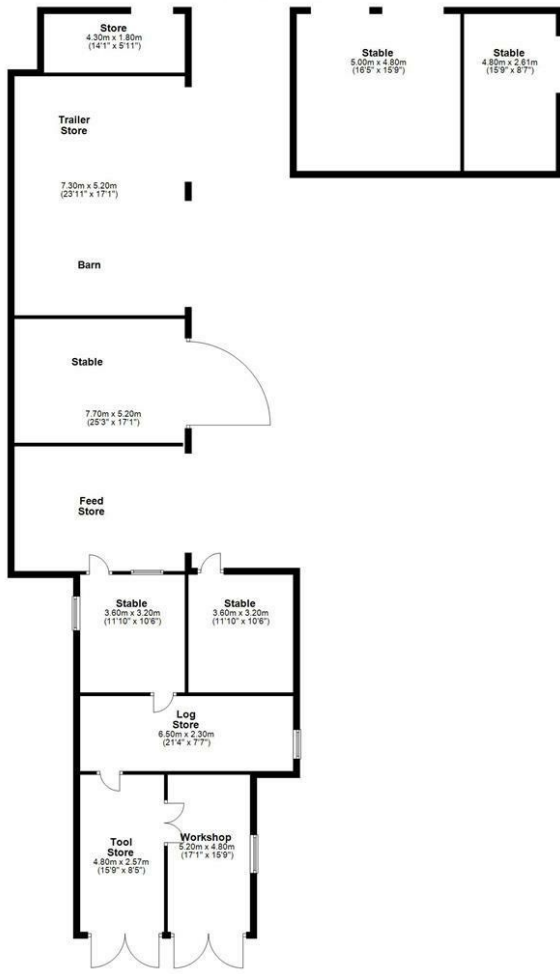 Store
4.30m x 1.80m
(14'1" x 5'11")
Stable
5.00m x 4.80m
(16'5" x 15'9")
Stable
4.80m x 2.61m
(15'9" x 8'7")
Trailer
Store
7.30m x 5.20m
(23'11" x 17'1")
Barn
Stable
7.70m x 5.20m
(25'3" x 17'1")
Feed
Store
Stable
3.60m x 3.20m
(11'10" x 10'6")
Stable
3.60m x 3.20m
(11'10" x 10'6")
Log
Store
6.50m x 2.30m
(21'4" x 7'7")
Tool
Store
4.80m x 2.57m
(15'9" x 8'5")
Workshop
5.20m x 4.80m
(17'1" x 15'9")